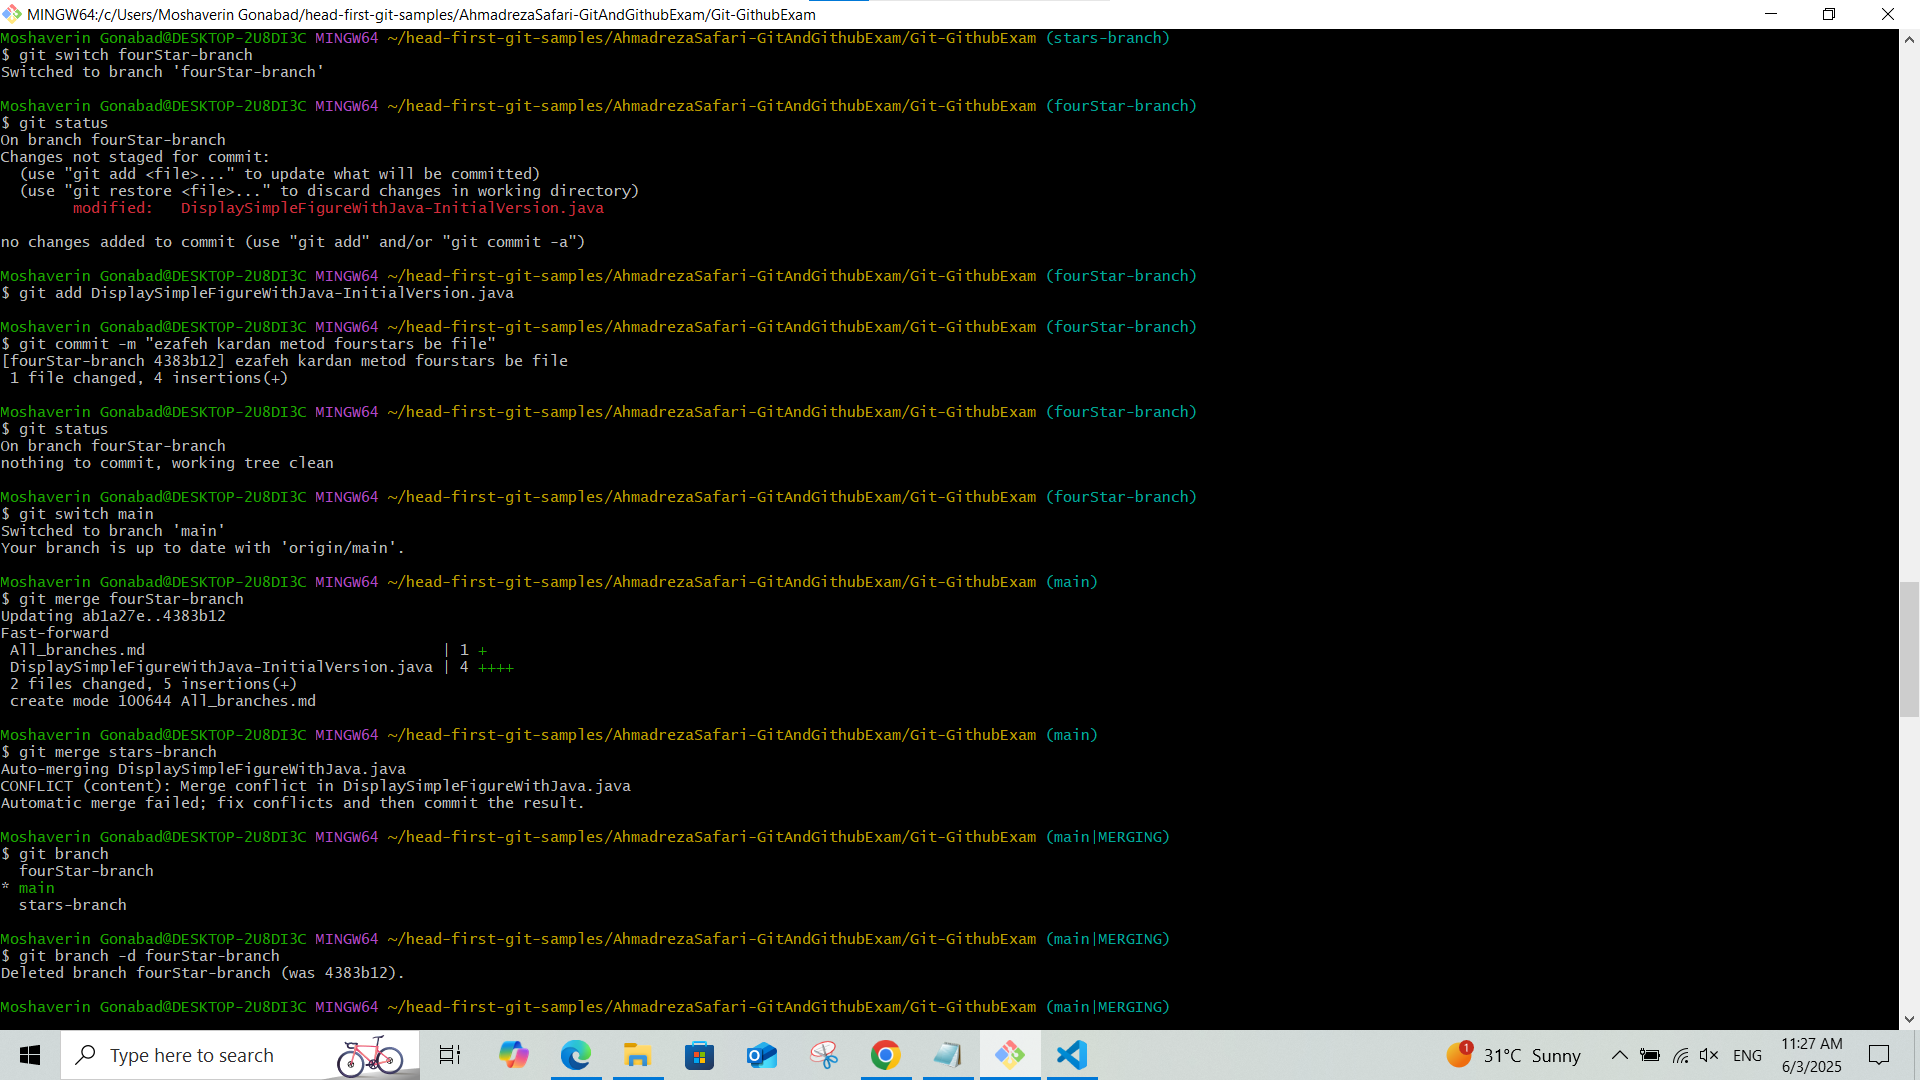 MINGW64:/c/Users/Moshaverin Gonabad/head-first-git-samples/AhmadrezaSafari-GitAndGithubExam/Git-GithubExam
Moshaverin Gonabad@DESKTOP-2U8DI3C MINGW64 ~/head-first-git-samples/AhmadrezaSafari-GitAndGithubExam/Git-GithubExam (stars-branch)
$ git switch fourStar-branch
Switched to branch 'fourStar-branch'
Moshaverin Gonabad@DESKTOP-2U8DI3C MINGW64 ~/head-first-git-samples/AhmadrezaSafari-GitAndGithubExam/Git-GithubExam (fourStar-branch)
$ git status
On branch fourStar-branch
Changes not staged for commit:
  (use "git add <file>..." to update what will be committed)
  (use "git restore <file>..." to discard changes in working directory)
        modified:   DisplaySimpleFigureWithJava-InitialVersion.java
no changes added to commit (use "git add" and/or "git commit -a")
Moshaverin Gonabad@DESKTOP-2U8DI3C MINGW64 ~/head-first-git-samples/AhmadrezaSafari-GitAndGithubExam/Git-GithubExam (fourStar-branch)
$ git add DisplaySimpleFigureWithJava-InitialVersion.java
Moshaverin Gonabad@DESKTOP-2U8DI3C MINGW64 ~/head-first-git-samples/AhmadrezaSafari-GitAndGithubExam/Git-GithubExam (fourStar-branch)
$ git commit -m "ezafeh kardan metod fourstars be file"
[fourStar-branch 4383b12] ezafeh kardan metod fourstars be file
 1 file changed, 4 insertions(+)
Moshaverin Gonabad@DESKTOP-2U8DI3C MINGW64 ~/head-first-git-samples/AhmadrezaSafari-GitAndGithubExam/Git-GithubExam (fourStar-branch)
$ git status
On branch fourStar-branch
nothing to commit, working tree clean
Moshaverin Gonabad@DESKTOP-2U8DI3C MINGW64 ~/head-first-git-samples/AhmadrezaSafari-GitAndGithubExam/Git-GithubExam (fourStar-branch)
$ git switch main
Switched to branch 'main'
Your branch is up to date with 'origin/main'.
Moshaverin Gonabad@DESKTOP-2U8DI3C MINGW64 ~/head-first-git-samples/AhmadrezaSafari-GitAndGithubExam/Git-GithubExam (main)
$ git merge fourStar-branch
Updating ab1a27e..4383b12
Fast-forward
 All_branches.md                                 | 1 +
 DisplaySimpleFigureWithJava-InitialVersion.java | 4 ++++
 2 files changed, 5 insertions(+)
 create mode 100644 All_branches.md
Moshaverin Gonabad@DESKTOP-2U8DI3C MINGW64 ~/head-first-git-samples/AhmadrezaSafari-GitAndGithubExam/Git-GithubExam (main)
$ git merge stars-branch
Auto-merging DisplaySimpleFigureWithJava.java
CONFLICT (content): Merge conflict in DisplaySimpleFigureWithJava.java
Automatic merge failed; fix conflicts and then commit the result.
Moshaverin Gonabad@DESKTOP-2U8DI3C MINGW64 ~/head-first-git-samples/AhmadrezaSafari-GitAndGithubExam/Git-GithubExam (main|MERGING)
$ git branch
  fourStar-branch
* main
  stars-branch
Moshaverin Gonabad@DESKTOP-2U8DI3C MINGW64 ~/head-first-git-samples/AhmadrezaSafari-GitAndGithubExam/Git-GithubExam (main|MERGING)
$ git branch -d fourStar-branch
Deleted branch fourStar-branch (was 4383b12).
Moshaverin Gonabad@DESKTOP-2U8DI3C MINGW64 ~/head-first-git-samples/AhmadrezaSafari-GitAndGithubExam/Git-GithubExam (main|MERGING)
Type here to search
1
31°C Sunny
ENG
11:27 AM
6/3/2025